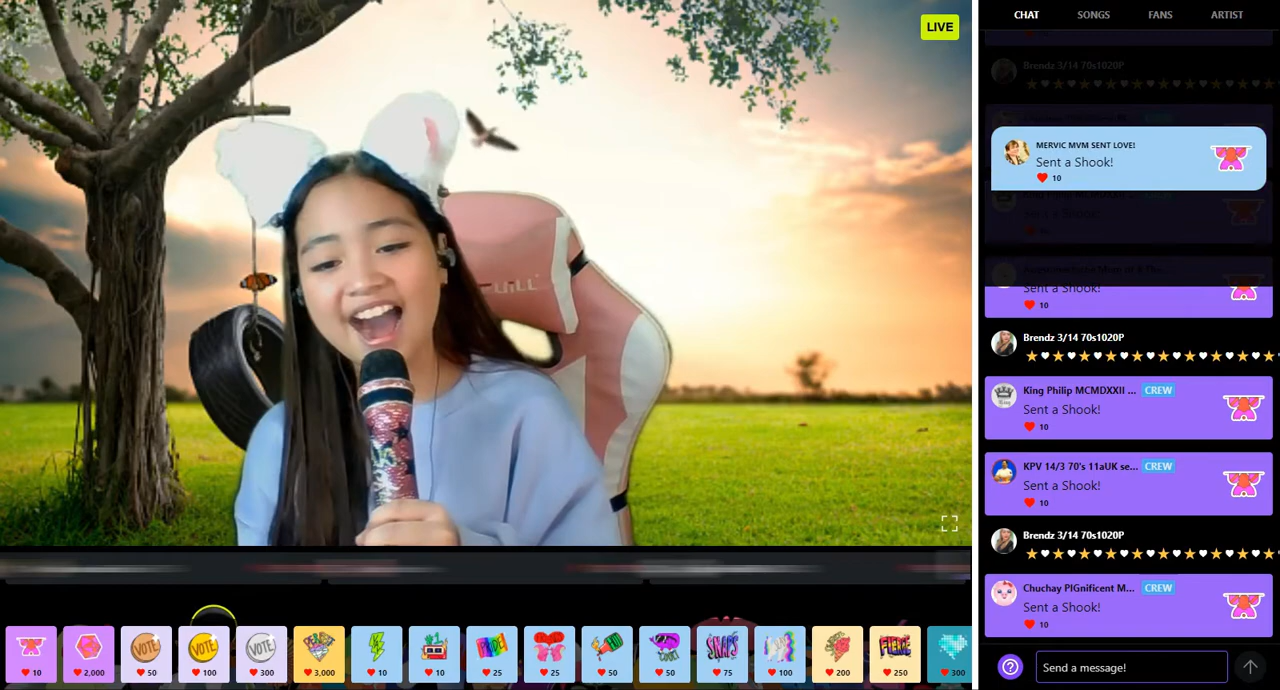 LIVE
CHAT SONGS FANS ARTIST
Brendz 3/14 70s1020P
MERVIC MVM SENT LOVE!
Sent a Shook!
10
Sent a Shook!
Sent a Shook!
10
Brendz 3/14 70s1020P
King Philip MCMDXXII ... CREW
Sent a Shook!
10
KPV 14/3 70's 11aUK se... CREW
Sent a Shook!
10
Brendz 3/14 70s1020P
Chuchay PIGnificent M... CREW
Sent a Shook!
10
VOTE VOTE VOTE PRIDE SNAPS FIERCE
10 2,000 50 100 300 3,000 10 10 25 25 50 50 75 100 200 250 300
Send a message!